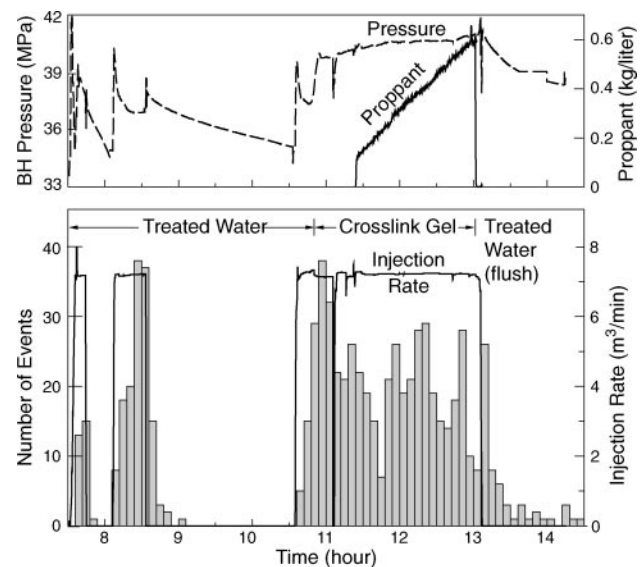 BH Pressure (MPa)
42
39
36
33
Pressure
Proppant
0.6
0.4
0.2
0
Proppant (kg/liter)
Treated Water
Crosslink Gel
Treated
Water
(flush)
Injection
Rate
Number of Events
40
30
20
10
0
8
6
4
2
0
Injection Rate (m³/min)
8 9 10 11 12 13 14
Time (hour)